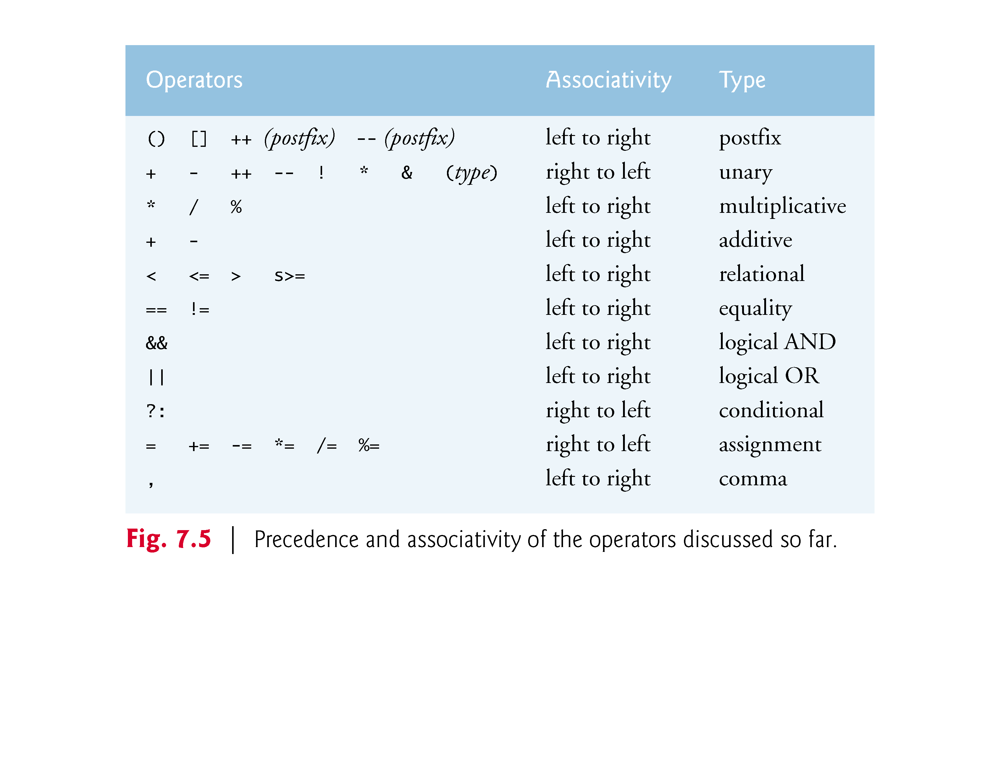 Operators Associativity Type
() [] ++ (postfix) -- (postfix) left to right postfix
+ - ++ -- ! * & (type) right to left unary
* / % left to right multiplicative
+ - left to right additive
< <= > s>= left to right relational
== != left to right equality
&& left to right logical AND
|| left to right logical OR
?: right to left conditional
= += -= *= /= %= right to left assignment
, left to right comma
Fig. 7.5 | Precedence and associativity of the operators discussed so far.